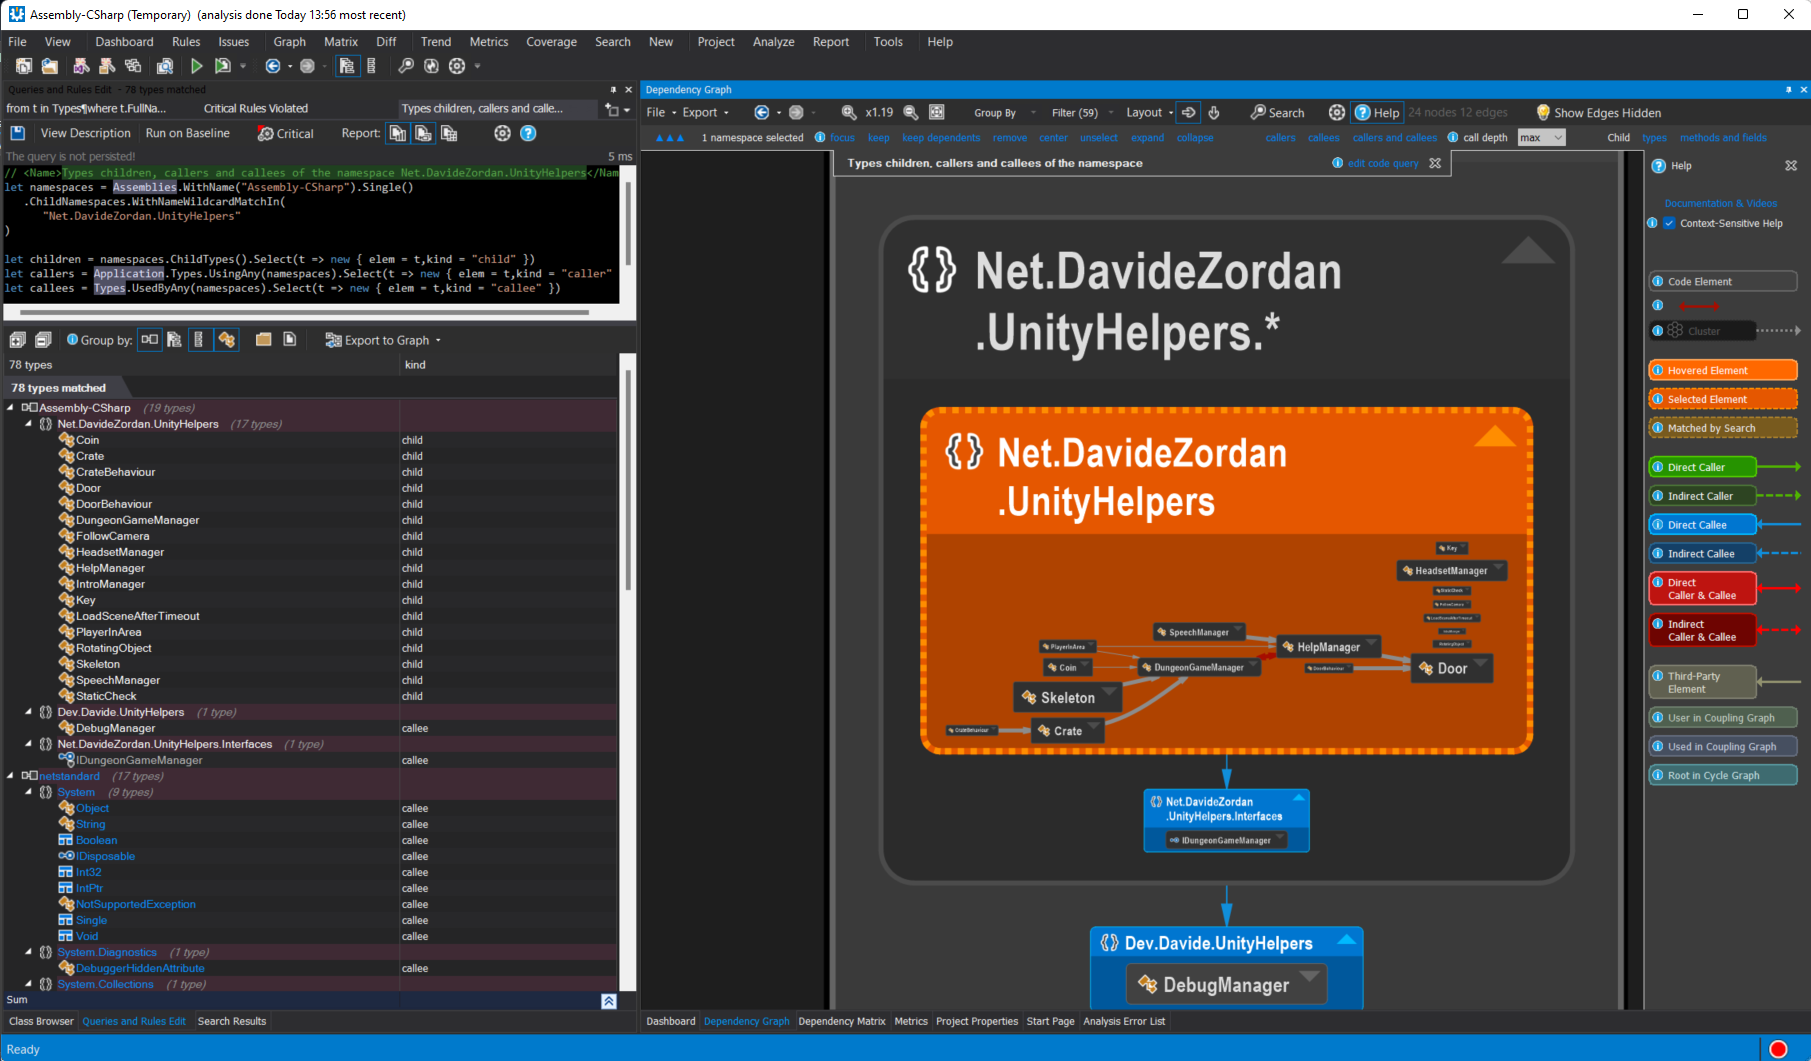 Assembly-CSharp (Temporary)  (analysis done Today 13:56 most recent)
File View Dashboard Rules Issues Graph Matrix Diff Trend Metrics Coverage Search New Project Analyze Report Tools Help
Queries and Rules Edit - 78 types matched
from t in Types¶where t.FullNa... Critical Rules Violated Types children, callers and calle...
View Description Run on Baseline Critical Report:
The query is not persisted! 5 ms
// <Name>Types children, callers and callees of the namespace Net.DavideZordan.UnityHelpers</Nam
let namespaces = Assemblies.WithName("Assembly-CSharp").Single()
.ChildNamespaces.WithNameWildcardMatchIn(
"Net.DavideZordan.UnityHelpers"
)
let children = namespaces.ChildTypes().Select(t => new { elem = t,kind = "child" })
let callers = Application.Types.UsingAny(namespaces).Select(t => new { elem = t,kind = "caller"
let callees = Types.UsedByAny(namespaces).Select(t => new { elem = t,kind = "callee" })
Group by: Export to Graph
78 types kind
78 types matched
Assembly-CSharp (19 types)
Net.DavideZordan.UnityHelpers (17 types)
Coin child
Crate child
CrateBehaviour child
Door child
DoorBehaviour child
DungeonGameManager child
FollowCamera child
HeadsetManager child
HelpManager child
IntroManager child
Key child
LoadSceneAfterTimeout child
PlayerInArea child
RotatingObject child
Skeleton child
SpeechManager child
StaticCheck child
Dev.Davide.UnityHelpers (1 type)
DebugManager callee
Net.DavideZordan.UnityHelpers.Interfaces (1 type)
IDungeonGameManager callee
netstandard (17 types)
System (9 types)
Object callee
String callee
Boolean callee
IDisposable callee
Int32 callee
IntPtr callee
NotSupportedException callee
Single callee
Void callee
System.Diagnostics (1 type)
DebuggerHiddenAttribute callee
System.Collections (1 type)
Sum
Class Browser Queries and Rules Edit Search Results
Ready
Dependency Graph
File Export x1.19 Group By Filter (59) Layout Search Help 24 nodes 12 edges Show Edges Hidden
1 namespace selected focus keep keep dependents remove center unselect expand collapse callers callees callers and callees call depth max Child types methods and fields
Types children, callers and callees of the namespace edit code query
{} Net.DavideZordan
.UnityHelpers.*
{} Net.DavideZordan
.UnityHelpers
Key
HeadsetManager
StaticCheck
FollowCamera
LoadSceneAfterTimeout
SpeechManager
PlayerInArea
HelpManager
RotatingObject
Coin
DungeonGameManager
DoorBehaviour
Door
Skeleton
CrateBehaviour
Crate
{} Net.DavideZordan
.UnityHelpers.Interfaces
IDungeonGameManager
{} Dev.Davide.UnityHelpers
DebugManager
Help
Documentation & Videos
Context-Sensitive Help
Code Element
Cluster
Hovered Element
Selected Element
Matched by Search
Direct Caller
Indirect Caller
Direct Callee
Indirect Callee
Direct
Caller & Callee
Indirect
Caller & Callee
Third-Party
Element
User in Coupling Graph
Used in Coupling Graph
Root in Cycle Graph
Dashboard Dependency Graph Dependency Matrix Metrics Project Properties Start Page Analysis Error List